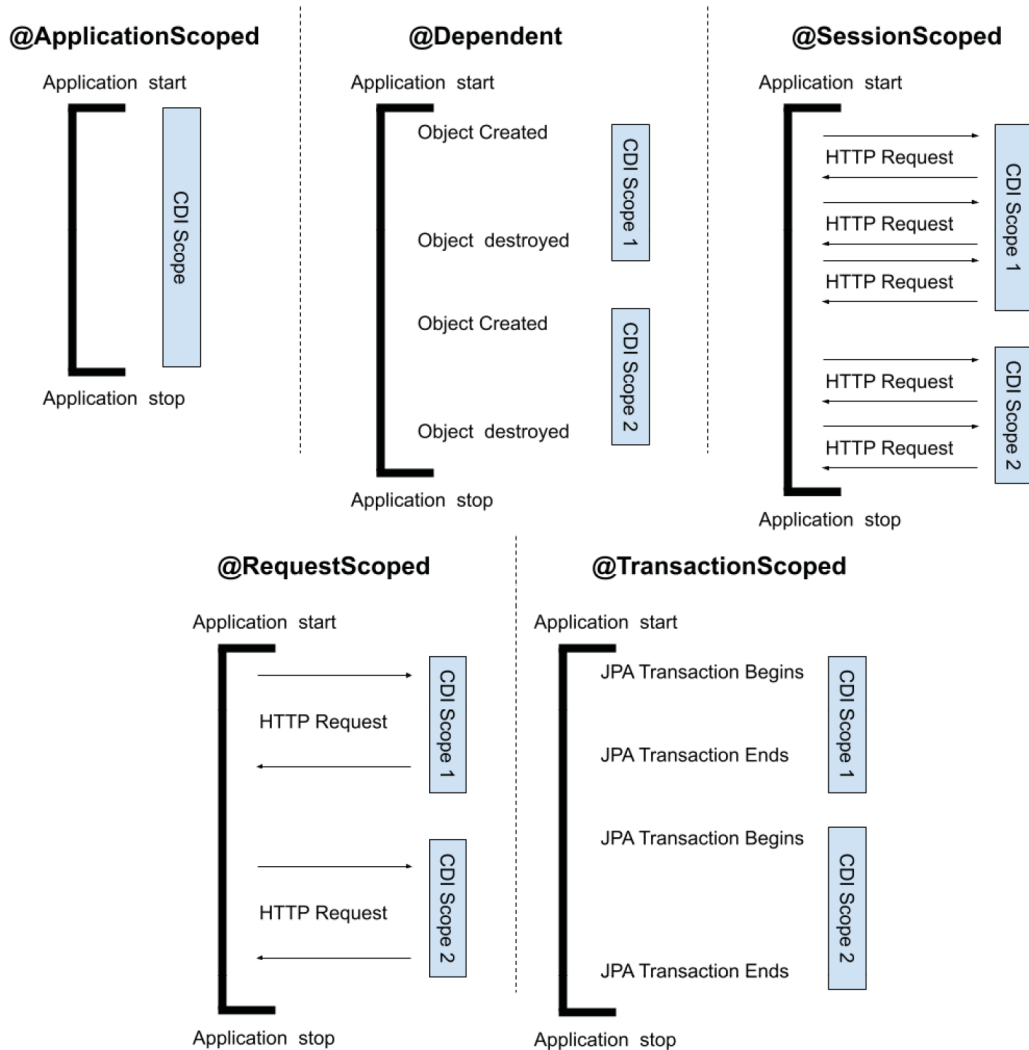 @ApplicationScoped
Application start
CDI Scope
Application stop
@Dependent
Application start
Object Created
CDI Scope 1
Object destroyed
Object Created
CDI Scope 2
Object destroyed
Application stop
@SessionScoped
Application start
HTTP Request
HTTP Request
HTTP Request
CDI Scope 1
HTTP Request
HTTP Request
CDI Scope 2
Application stop
@RequestScoped
Application start
HTTP Request
CDI Scope 1
HTTP Request
CDI Scope 2
Application stop
@TransactionScoped
Application start
JPA Transaction Begins
CDI Scope 1
JPA Transaction Ends
JPA Transaction Begins
CDI Scope 2
JPA Transaction Ends
Application stop